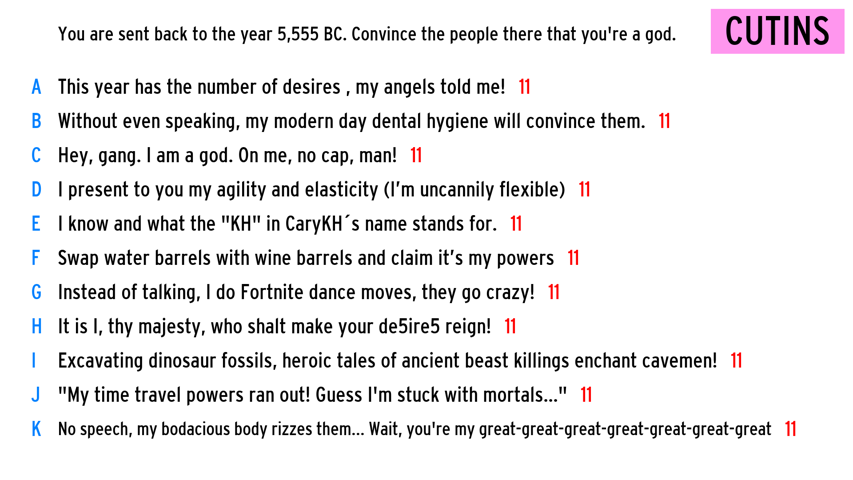 You are sent back to the year 5,555 BC. Convince the people there that you're a god.
CUTINS
A This year has the number of desires , my angels told me! 11
B Without even speaking, my modern day dental hygiene will convince them. 11
C Hey, gang. I am a god. On me, no cap, man! 11
D I present to you my agility and elasticity (I’m uncannily flexible) 11
E I know and what the "KH" in CaryKH´s name stands for. 11
F Swap water barrels with wine barrels and claim it’s my powers 11
G Instead of talking, I do Fortnite dance moves, they go crazy! 11
H It is I, thy majesty, who shalt make your de5ire5 reign! 11
I Excavating dinosaur fossils, heroic tales of ancient beast killings enchant cavemen! 11
J "My time travel powers ran out! Guess I'm stuck with mortals..." 11
K No speech, my bodacious body rizzes them... Wait, you're my great-great-great-great-great-great-great 11